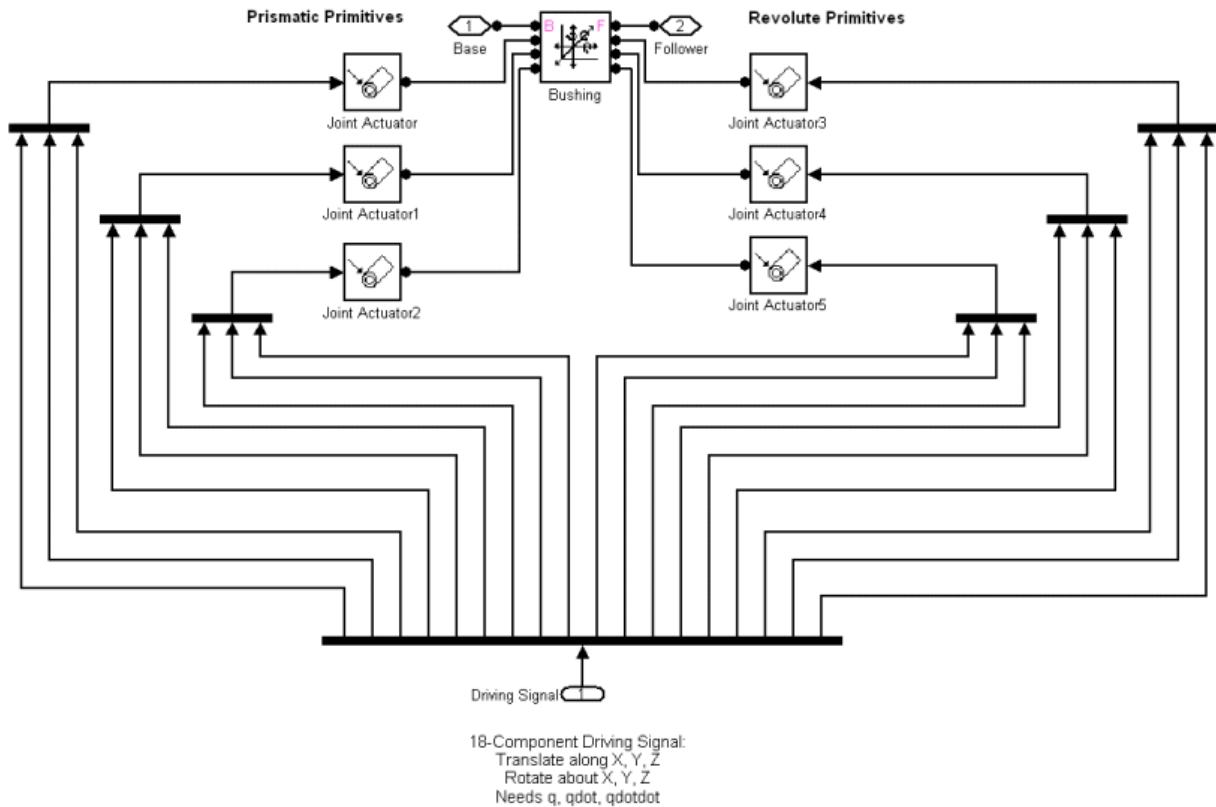 Prismatic Primitives
Revolute Primitives
1
B
F
2
Base
Follower
Bushing
Joint Actuator
Joint Actuator3
Joint Actuator1
Joint Actuator4
Joint Actuator2
Joint Actuator5
Driving Signal
1
18-Component Driving Signal:
Translate along X, Y, Z
Rotate about X, Y, Z
Needs q, qdot, qdotdot